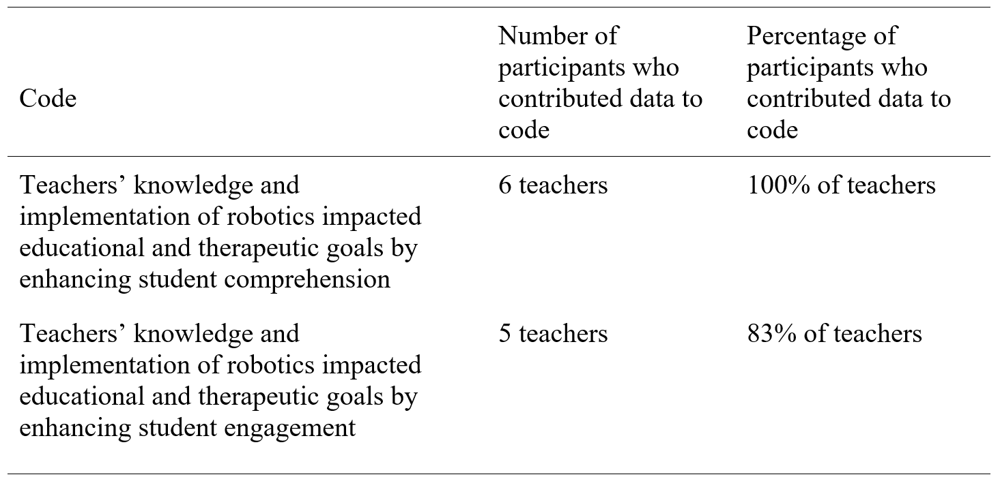 Code
Number of
participants who
contributed data to
code
Percentage of
participants who
contributed data to
code
Teachers’ knowledge and
implementation of robotics impacted
educational and therapeutic goals by
enhancing student comprehension
6 teachers
100% of teachers
Teachers’ knowledge and
implementation of robotics impacted
educational and therapeutic goals by
enhancing student engagement
5 teachers
83% of teachers